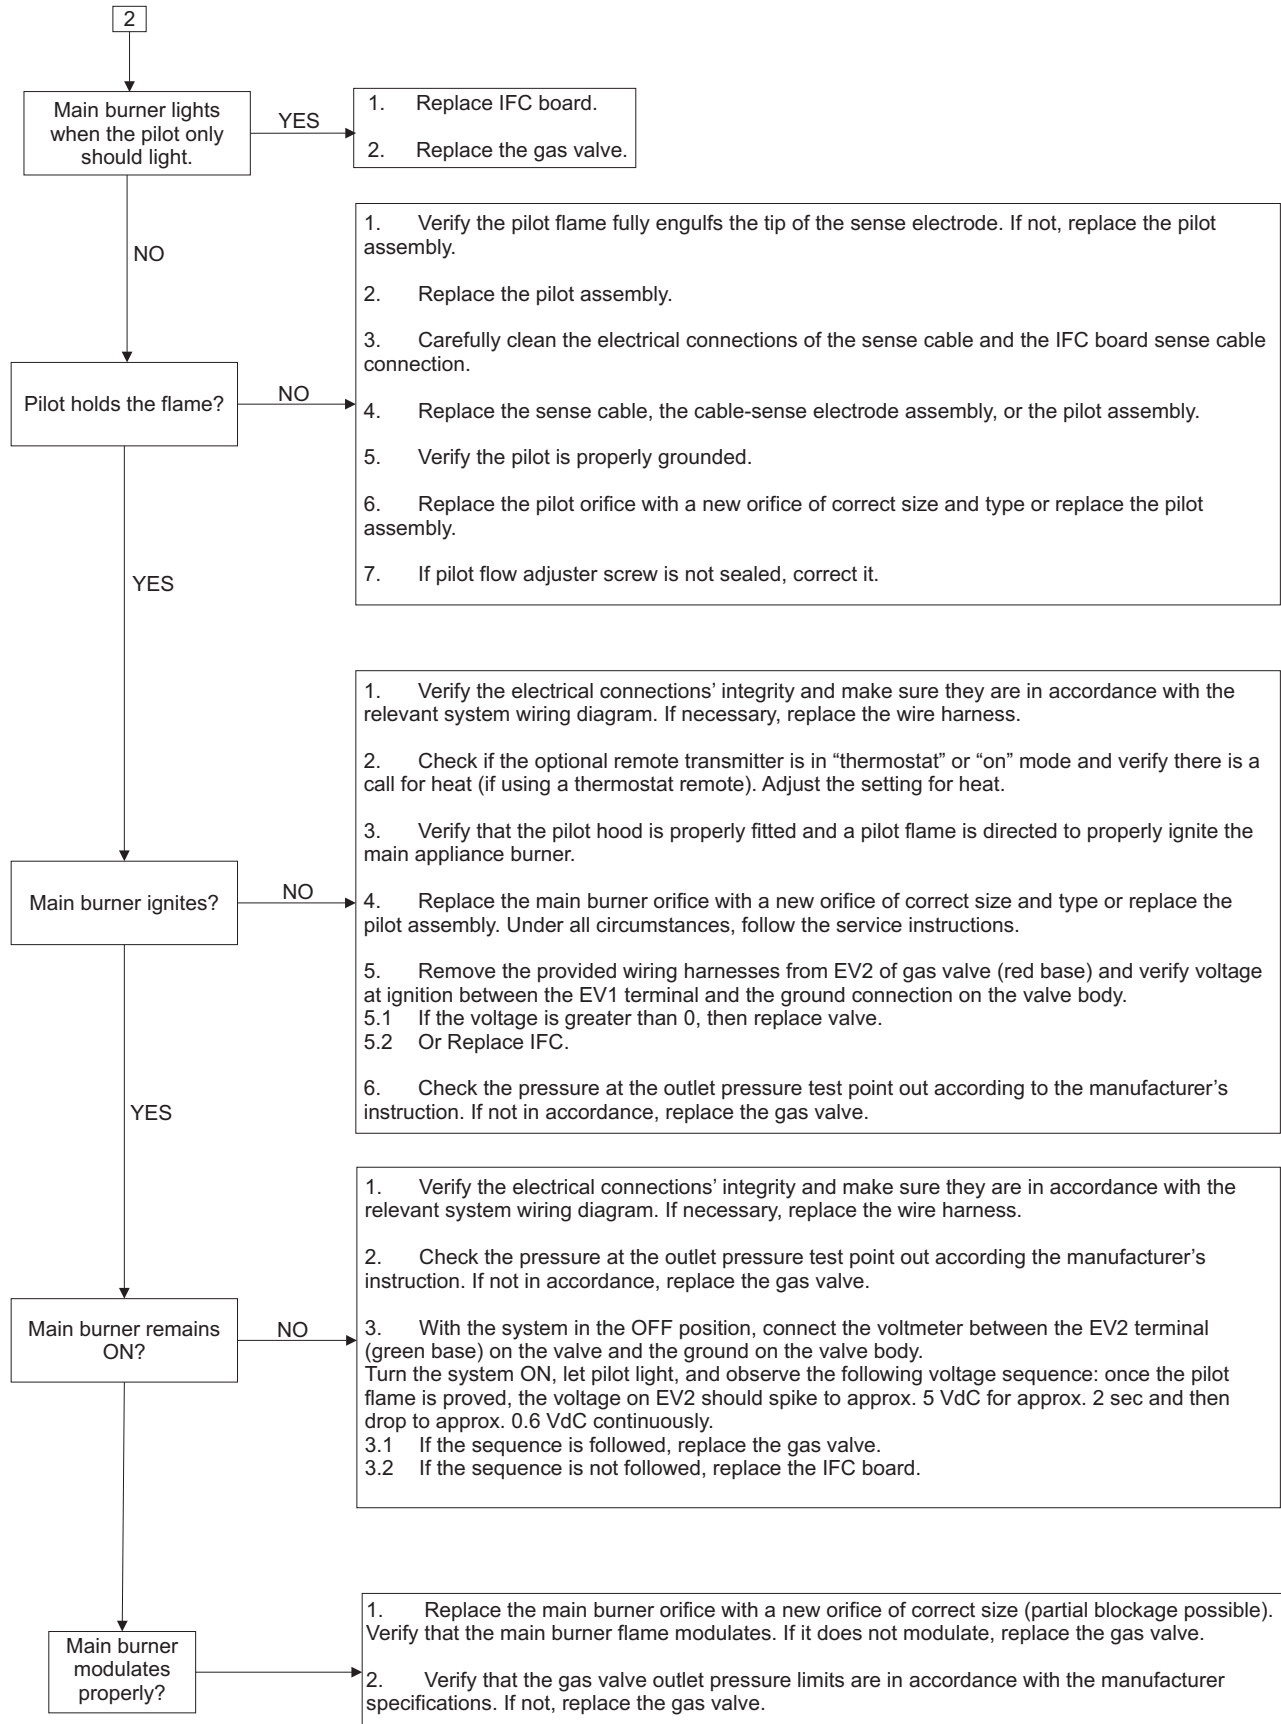 2
Main burner lights
when the pilot only
should light.
YES
1. Replace IFC board.
2. Replace the gas valve.
NO
1. Verify the pilot flame fully engulfs the tip of the sense electrode. If not, replace the pilot
assembly.
2. Replace the pilot assembly.
3. Carefully clean the electrical connections of the sense cable and the IFC board sense cable
connection.
4. Replace the sense cable, the cable-sense electrode assembly, or the pilot assembly.
5. Verify the pilot is properly grounded.
6. Replace the pilot orifice with a new orifice of correct size and type or replace the pilot
assembly.
7. If pilot flow adjuster screw is not sealed, correct it.
Pilot holds the flame?
NO
YES
1. Verify the electrical connections’ integrity and make sure they are in accordance with the
relevant system wiring diagram. If necessary, replace the wire harness.
2. Check if the optional remote transmitter is in “thermostat” or “on” mode and verify there is a
call for heat (if using a thermostat remote). Adjust the setting for heat.
3. Verify that the pilot hood is properly fitted and a pilot flame is directed to properly ignite the
main appliance burner.
4. Replace the main burner orifice with a new orifice of correct size and type or replace the
pilot assembly. Under all circumstances, follow the service instructions.
5. Remove the provided wiring harnesses from EV2 of gas valve (red base) and verify voltage
at ignition between the EV1 terminal and the ground connection on the valve body.
5.1 If the voltage is greater than 0, then replace valve.
5.2 Or Replace IFC.
6. Check the pressure at the outlet pressure test point out according to the manufacturer’s
instruction. If not in accordance, replace the gas valve.
Main burner ignites?
NO
YES
1. Verify the electrical connections’ integrity and make sure they are in accordance with the
relevant system wiring diagram. If necessary, replace the wire harness.
2. Check the pressure at the outlet pressure test point out according the manufacturer’s
instruction. If not in accordance, replace the gas valve.
3. With the system in the OFF position, connect the voltmeter between the EV2 terminal
(green base) on the valve and the ground on the valve body.
Turn the system ON, let pilot light, and observe the following voltage sequence: once the pilot
flame is proved, the voltage on EV2 should spike to approx. 5 VdC for approx. 2 sec and then
drop to approx. 0.6 VdC continuously.
3.1 If the sequence is followed, replace the gas valve.
3.2 If the sequence is not followed, replace the IFC board.
Main burner remains
ON?
NO
1. Replace the main burner orifice with a new orifice of correct size (partial blockage possible).
Verify that the main burner flame modulates. If it does not modulate, replace the gas valve.
2. Verify that the gas valve outlet pressure limits are in accordance with the manufacturer
specifications. If not, replace the gas valve.
Main burner
modulates
properly?